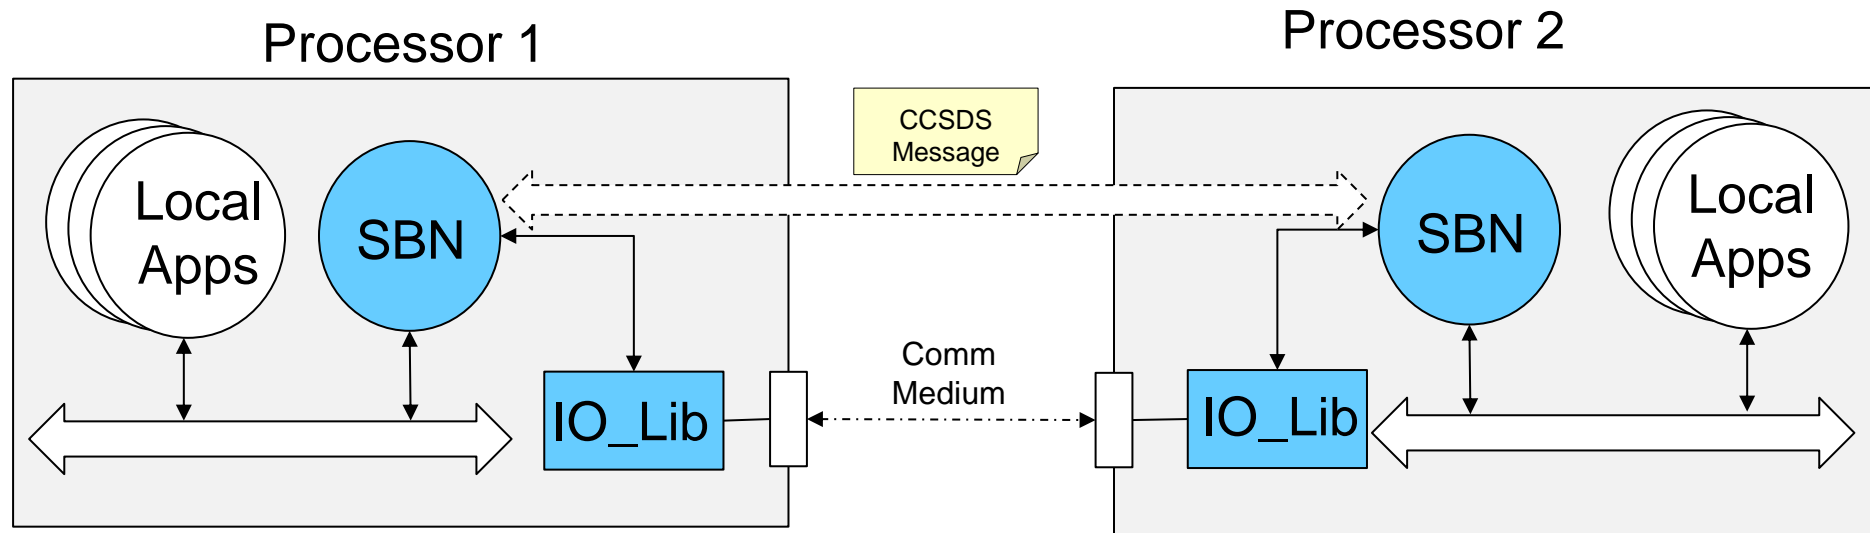 Processor 1
Processor 2
CCSDS
Message
Local
Apps
SBN
SBN
Local
Apps
Comm
Medium
IO_Lib
IO_Lib